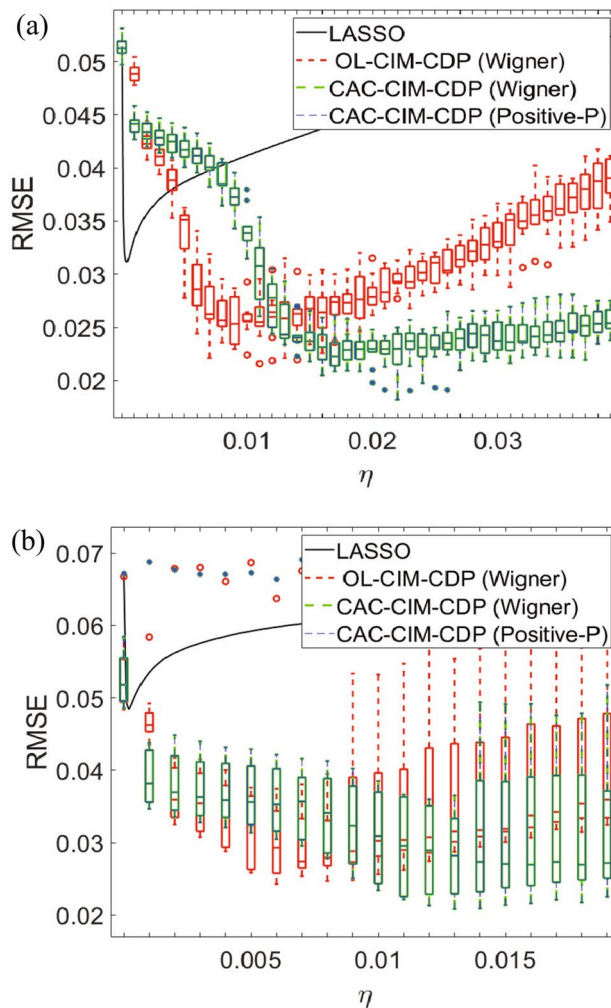 (a)
LASSO
OL-CIM-CDP (Wigner)
CAC-CIM-CDP (Wigner)
CAC-CIM-CDP (Positive-P)
RMSE
0.05
0.045
0.04
0.035
0.03
0.025
0.02
0.01 0.02 0.03
η
(b)
LASSO
OL-CIM-CDP (Wigner)
CAC-CIM-CDP (Wigner)
CAC-CIM-CDP (Positive-P)
RMSE
0.07
0.06
0.05
0.04
0.03
0.02
0.005 0.01 0.015
η